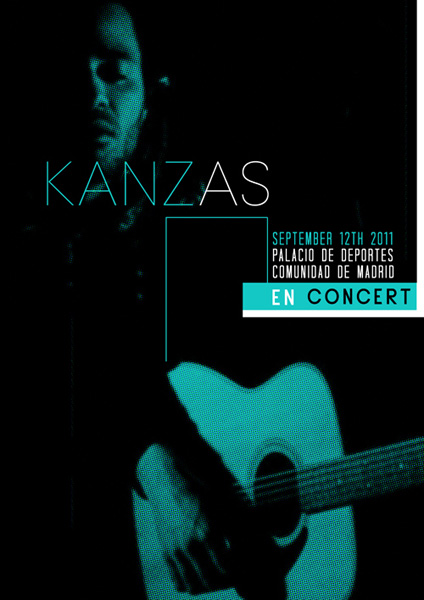 KANZAS
SEPTEMBER 12TH 2011
PALACIO DE DEPORTES
COMUNIDAD DE MADRID
EN CONCERT